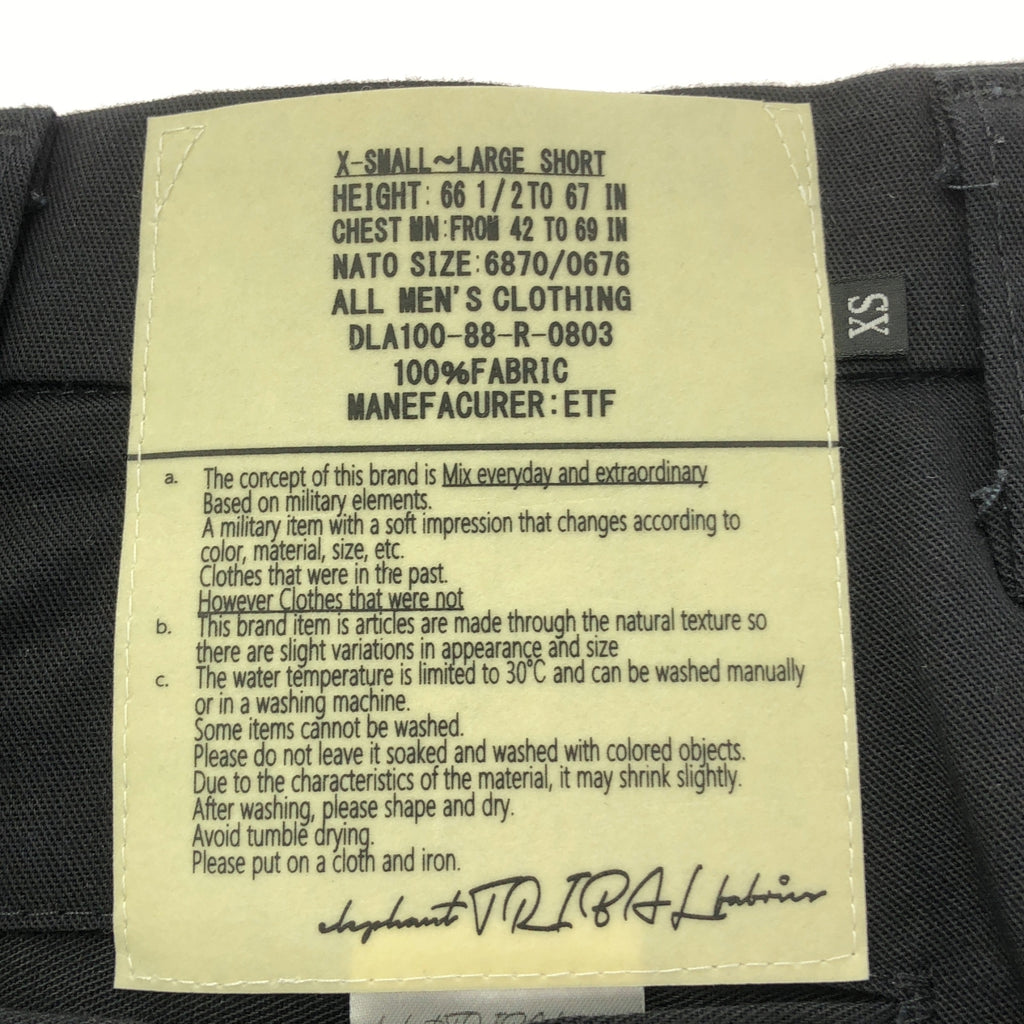 X-SMALL~LARGE SHORT
HEIGHT: 66 1/2TO 67 IN
CHEST MN:FROM 42 TO 69 IN
NATO SIZE:6870/0676
ALL MEN'S CLOTHING
DLA100-88-R-0803
100%FABRIC
MANEFACURER:ETF
XS
a. The concept of this brand is Mix everyday and extraordinary
Based on military elements.
A military item with a soft impression that changes according to
color, material, size, etc.
Clothes that were in the past.
However Clothes that were not
b. This brand item is articles are made through the natural texture so
there are slight variations in appearance and size
c. The water temperature is limited to 30°C and can be washed manually
or in a washing machine.
Some items cannot be washed.
Please do not leave it soaked and washed with colored objects.
Due to the characteristics of the material, it may shrink slightly.
After washing, please shape and dry.
Avoid tumble drying.
Please put on a cloth and iron.
elephant TRIBAL fabrics